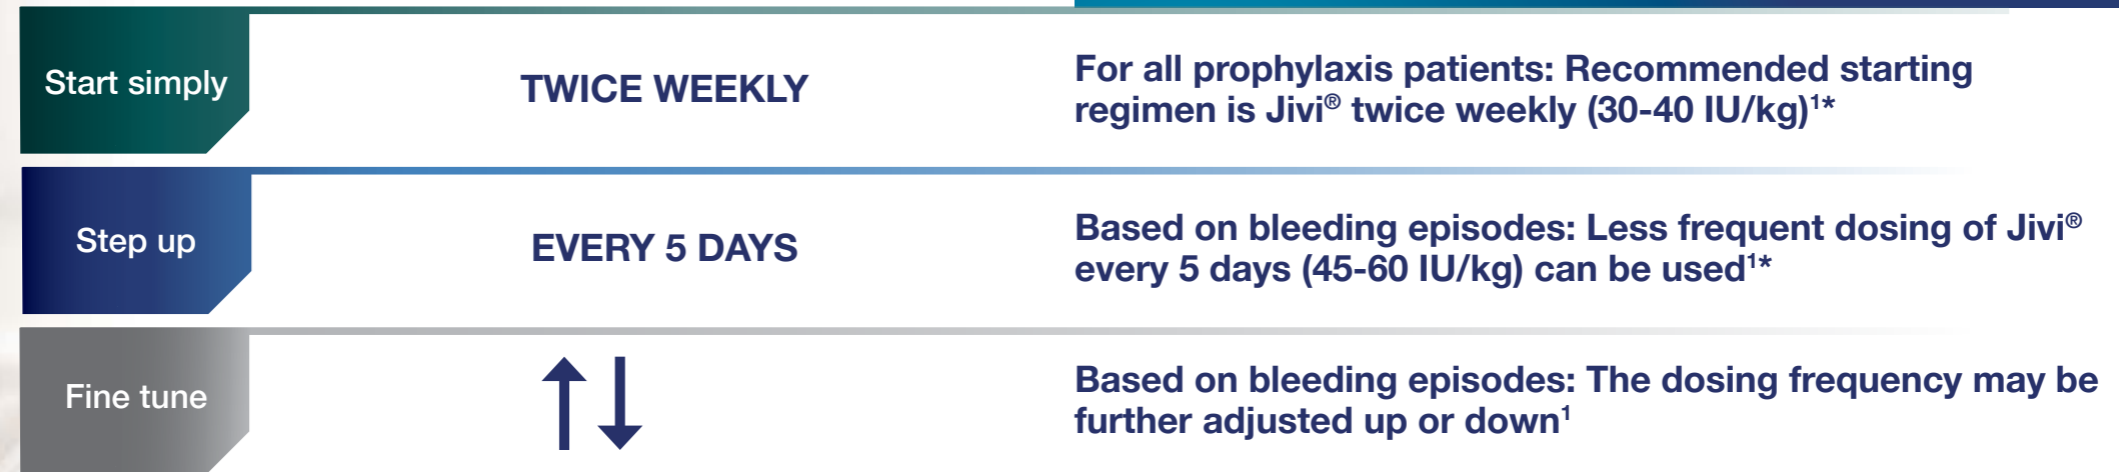 Start simply
TWICE WEEKLY
For all prophylaxis patients: Recommended starting
regimen is Jivi® twice weekly (30-40 IU/kg)¹*
Step up
EVERY 5 DAYS
Based on bleeding episodes: Less frequent dosing of Jivi®
every 5 days (45-60 IU/kg) can be used¹*
Fine tune
Based on bleeding episodes: The dosing frequency may be
further adjusted up or down¹